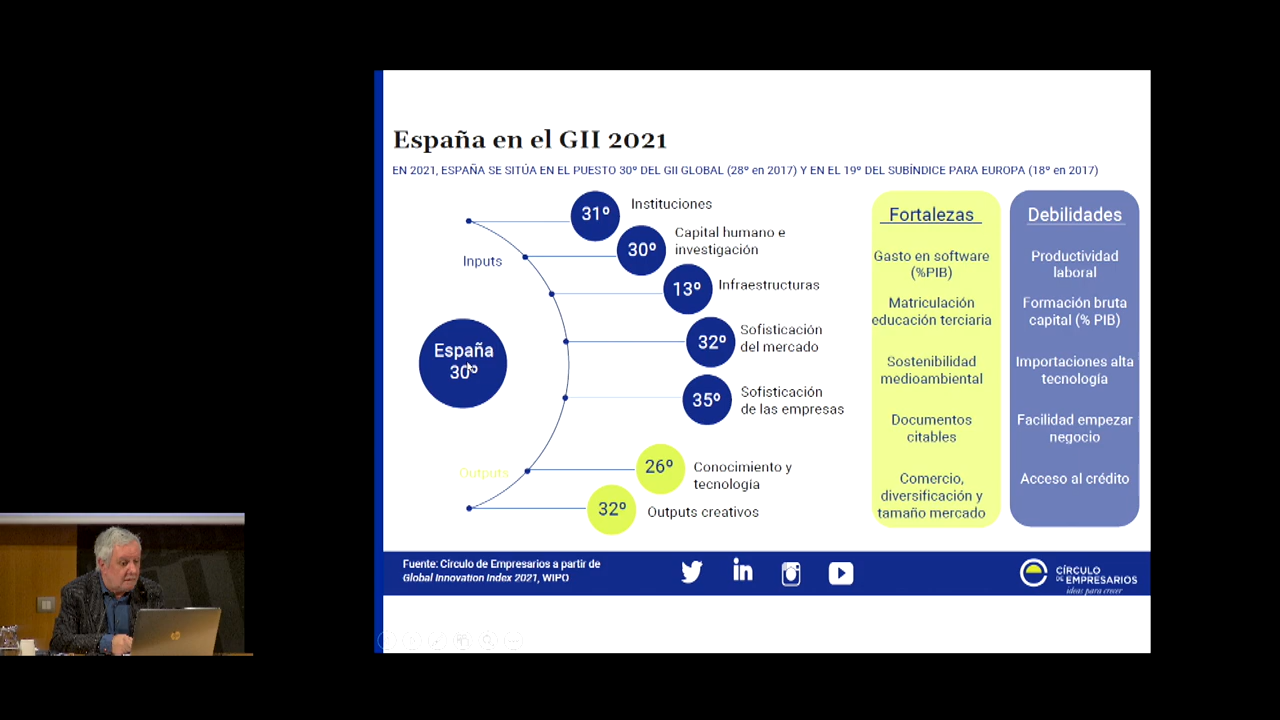 España en el GII 2021
EN 2021, ESPAÑA SE SITÚA EN EL PUESTO 30º DEL GII GLOBAL (28º en 2017) Y EN EL 19º DEL SUBÍNDICE PARA EUROPA (18º en 2017)
Inputs
España
30º
Outputs
31º
Instituciones
30º
Capital humano e
investigación
13º
Infraestructuras
32º
Sofisticación
del mercado
35º
Sofisticación
de las empresas
26º
Conocimiento y
tecnología
32º
Outputs creativos
Fortalezas
Gasto en software
(%PIB)
Matriculación
educación terciaria
Sostenibilidad
medioambiental
Documentos
citables
Comercio,
diversificación y
tamaño mercado
Debilidades
Productividad
laboral
Formación bruta
capital (% PIB)
Importaciones alta
tecnología
Facilidad empezar
negocio
Acceso al crédito
Fuente: Círculo de Empresarios a partir de
Global Innovation Index 2021, WIPO
in
CÍRCULO
DE EMPRESARIOS
ideas para crecer
hp